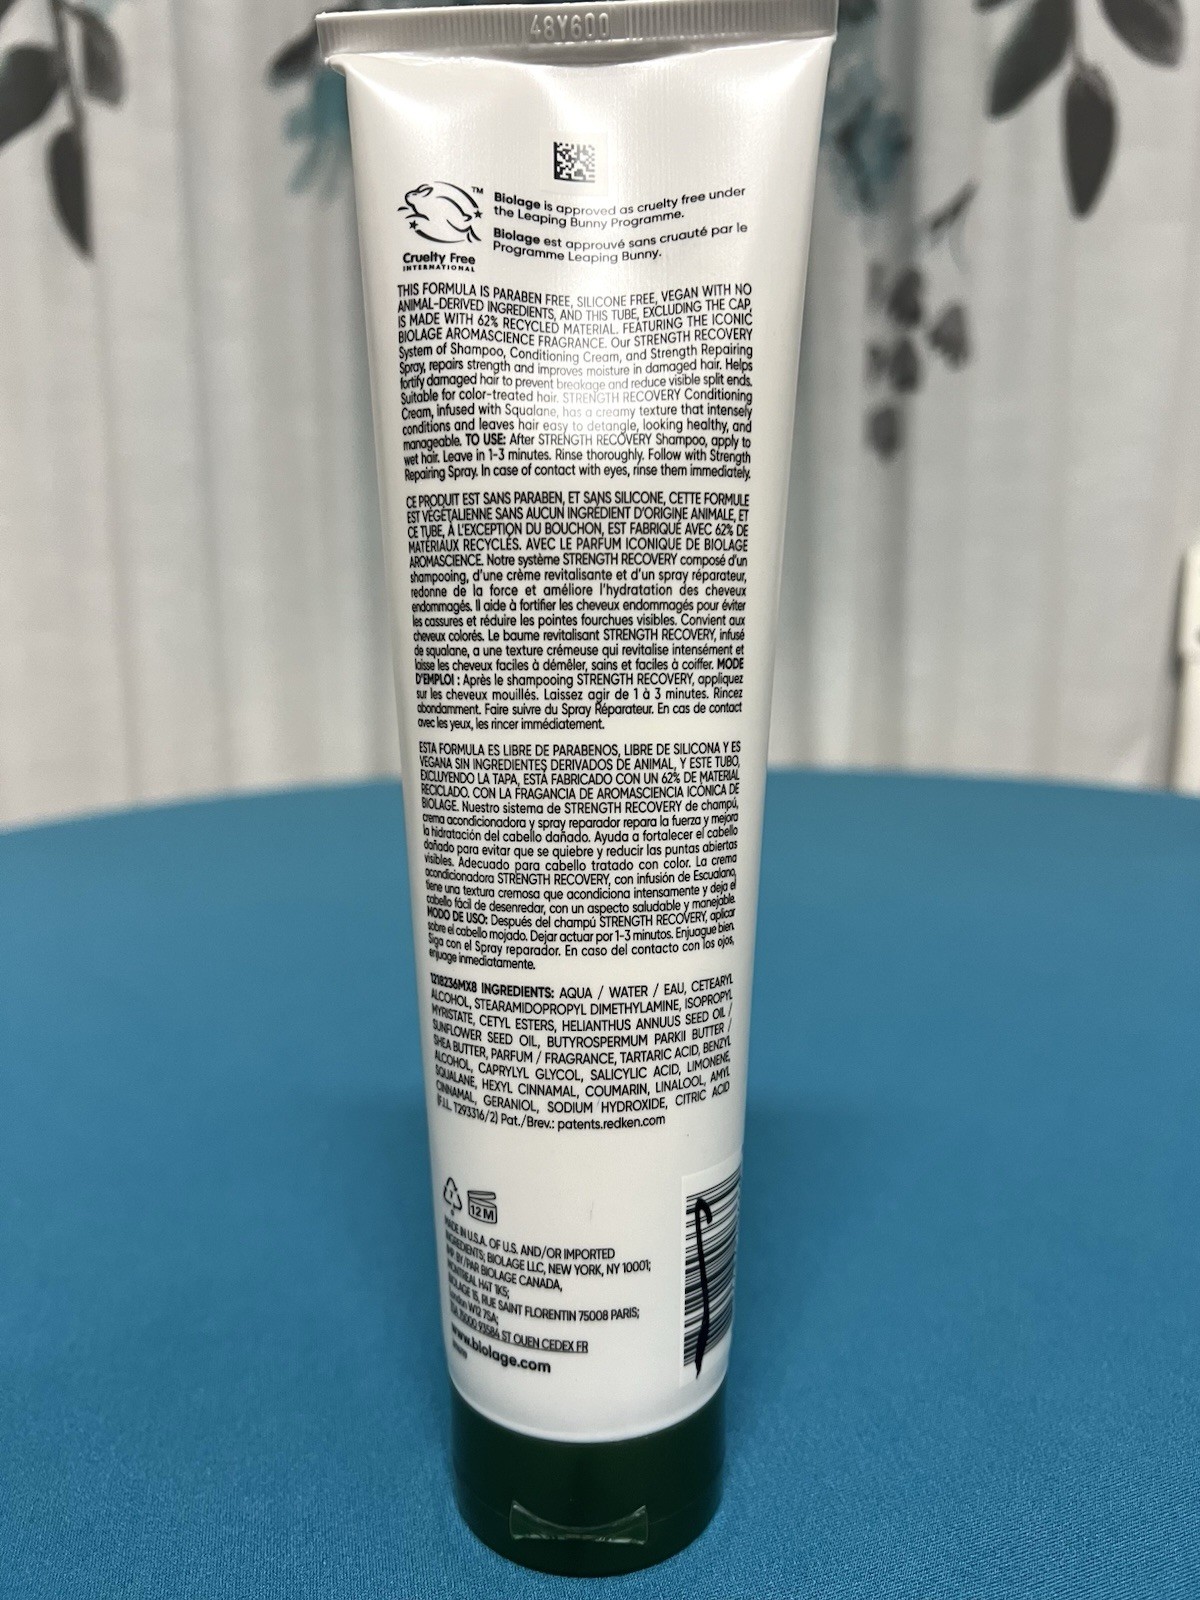 48Y600
TM
Biolage is approved as cruelty free under
the Leaping Bunny Programme.
Biolage est approuvé sans cruauté par le
Programme Leaping Bunny.
Cruelty Free
INTERNATIONAL
THIS FORMULA IS PARABEN FREE, SILICONE FREE, VEGAN WITH NO
ANIMAL-DERIVED INGREDIENTS, AND THIS TUBE, EXCLUDING THE CAP,
IS MADE WITH 62% RECYCLED MATERIAL. FEATURING THE ICONIC
BIOLAGE AROMASCIENCE FRAGRANCE. Our STRENGTH RECOVERY
System of Shampoo, Conditioning Cream, and Strength Repairing
Spray, repairs strength and improves moisture in damaged hair. Helps
fortify damaged hair to prevent breakage and reduce visible split ends.
Suitable for color-treated hair. STRENGTH RECOVERY Conditioning
Cream, infused with Squalane, has a creamy texture that intensely
conditions and leaves hair easy to detangle, looking healthy, and
manageable. TO USE: After STRENGTH RECOVERY Shampoo, apply to
wet hair. Leave in 1-3 minutes. Rinse thoroughly. Follow with Strength
Repairing Spray. In case of contact with eyes, rinse them immediately.
CE PRODUIT EST SANS PARABEN, ET SANS SILICONE, CETTE FORMULE
EST VÉGÉTALIENNE SANS AUCUN INGRÉDIENT D'ORIGINE ANIMALE, ET
CE TUBE, À L'EXCEPTION DU BOUCHON, EST FABRIQUÉ AVEC 62% DE
MATÉRIAUX RECYCLÉS. AVEC LE PARFUM ICONIQUE DE BIOLAGE
AROMASCIENCE. Notre système STRENGTH RECOVERY composé d'un
shampooing, d'une crème revitalisante et d'un spray réparateur,
redonne de la force et améliore l'hydratation des cheveux
endommagés. Il aide à fortifier les cheveux endommagés pour éviter
les cassures et réduire les pointes fourchues visibles. Convient aux
cheveux colorés. Le baume revitalisant STRENGTH RECOVERY, infusé
de squalane, a une texture crémeuse qui revitalise intensément et
laisse les cheveux faciles à démêler, sains et faciles à coiffer. MODE
D'EMPLOI : Après le shampooing STRENGTH RECOVERY, appliquez
sur les cheveux mouillés. Laissez agir de 1 à 3 minutes. Rincez
abondamment. Faire suivre du Spray Réparateur. En cas de contact
avec les yeux, les rincer immédiatement.
ESTA FORMULA ES LIBRE DE PARABENOS, LIBRE DE SILICONA Y ES
VEGANA SIN INGREDIENTES DERIVADOS DE ANIMAL, Y ESTE TUBO,
EXCLUYENDO LA TAPA, ESTÁ FABRICADO CON UN 62% DE MATERIAL
RECICLADO. CON LA FRAGANCIA DE AROMASCIENCIA ICÓNICA DE
BIOLAGE. Nuestro sistema de STRENGTH RECOVERY de champú,
crema acondicionadora y spray reparador repara la fuerza y mejora
la hidratación del cabello dañado. Ayuda a fortalecer el cabello
dañado para evitar que se quiebre y reducir las puntas abiertas
visibles. Adecuado para cabello tratado con color. La crema
acondicionadora STRENGTH RECOVERY, con infusión de Escualano,
tiene una textura cremosa que acondiciona intensamente y deja el
cabello fácil de desenredar, con un aspecto saludable y manejable.
MODO DE USO: Después del champú STRENGTH RECOVERY, aplicar
sobre el cabello mojado. Dejar actuar por 1-3 minutos. Enjuague bien.
Siga con el Spray reparador. En caso del contacto con los ojos,
enjuage inmediatamente.
1218236MX8 INGREDIENTS: AQUA / WATER / EAU, CETEARYL
ALCOHOL, STEARAMIDOPROPYL DIMETHYLAMINE, ISOPROPYL
MYRISTATE, CETYL ESTERS, HELIANTHUS ANNUUS SEED OIL /
SUNFLOWER SEED OIL, BUTYROSPERMUM PARKII BUTTER /
SHEA BUTTER, PARFUM / FRAGRANCE, TARTARIC ACID, BENZYL
ALCOHOL, CAPRYLYL GLYCOL, SALICYLIC ACID, LIMONENE,
SQUALANE, HEXYL CINNAMAL, COUMARIN, LINALOOL, AMYL
CINNAMAL, GERANIOL, SODIUM HYDROXIDE, CITRIC ACID
(F.I.L. T293316/2) Pat./Brev.: patents.redken.com
12 M
MADE IN U.S.A. OF U.S. AND/OR IMPORTED
INGREDIENTS; BIOLAGE LLC, NEW YORK, NY 10001;
IMP. BY/PAR BIOLAGE CANADA,
MONTRÉAL H4T 1K5;
BIOLAGE 16, RUE SAINT FLORENTIN 75008 PARIS;
London W12 7SA;
93584 ST OUEN CEDEX FR
www.biolage.com